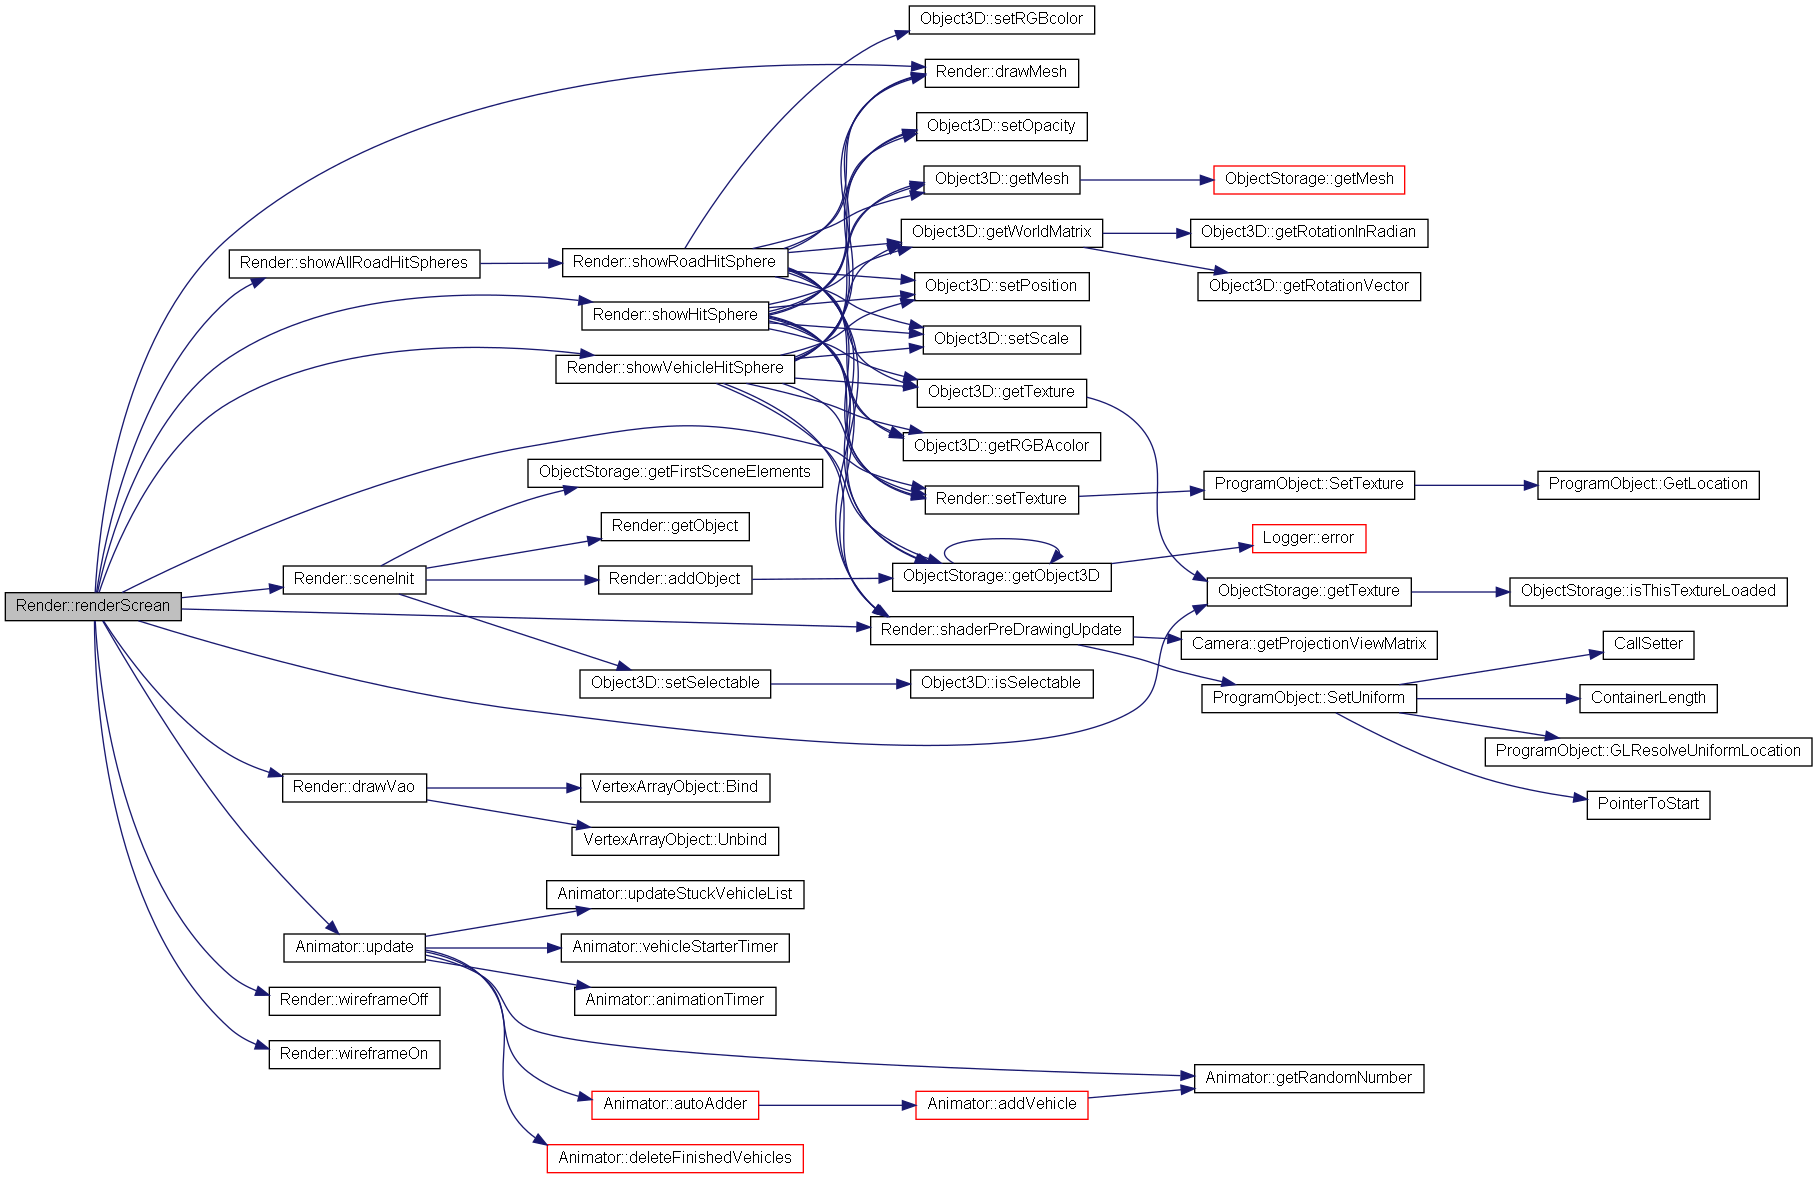 Object3D::setRGBcolor
Render::drawMesh
Object3D::setOpacity
Object3D::getMesh
ObjectStorage::getMesh
Object3D::getWorldMatrix
Object3D::getRotationInRadian
Render::showAllRoadHitSpheres
Render::showRoadHitSphere
Object3D::setPosition
Object3D::getRotationVector
Render::showHitSphere
Object3D::setScale
Render::showVehicleHitSphere
Object3D::getTexture
Object3D::getRGBAcolor
ObjectStorage::getFirstSceneElements
Render::setTexture
ProgramObject::SetTexture
ProgramObject::GetLocation
Render::getObject
Logger::error
Render::sceneInit
Render::addObject
ObjectStorage::getObject3D
ObjectStorage::getTexture
ObjectStorage::isThisTextureLoaded
Render::renderScrean
Render::shaderPreDrawingUpdate
Camera::getProjectionViewMatrix
CallSetter
Object3D::setSelectable
Object3D::isSelectable
ProgramObject::SetUniform
ContainerLength
ProgramObject::GLResolveUniformLocation
Render::drawVao
VertexArrayObject::Bind
PointerToStart
VertexArrayObject::Unbind
Animator::updateStuckVehicleList
Animator::update
Animator::vehicleStarterTimer
Render::wireframeOff
Animator::animationTimer
Render::wireframeOn
Animator::getRandomNumber
Animator::autoAdder
Animator::addVehicle
Animator::deleteFinishedVehicles